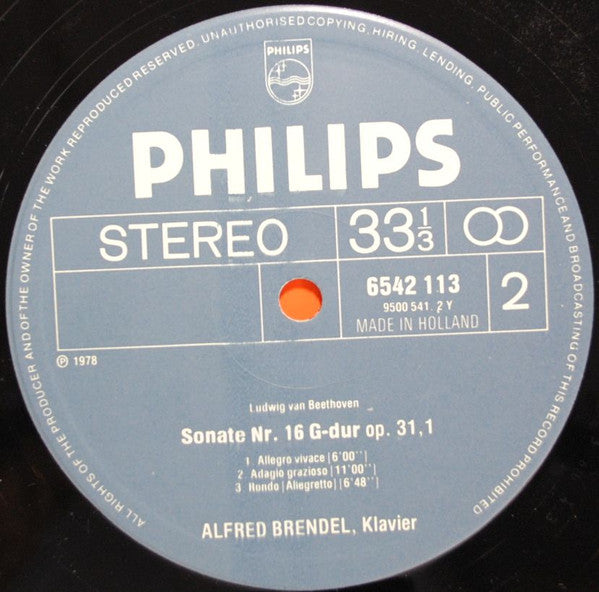 ALL RIGHTS OF THE PRODUCER AND OF THE OWNER OF THE WORK REPRODUCED RESERVED. UNAUTHORISED COPYING, HIRING, LENDING, PUBLIC PERFORMANCE AND BROADCASTING OF THIS RECORD PROHIBITED
PHILIPS
PHILIPS
STEREO 33 1/3
6542 113
9500 541. 2 Y
MADE IN HOLLAND
2
Ⓟ 1978
Ludwig van Beethoven
Sonate Nr. 16 G-dur op. 31,1
1 Allegro vivace [6'00'']
2 Adagio grazioso [11'00'']
3 Rondo [Allegretto] [6'48'']
ALFRED BRENDEL, Klavier